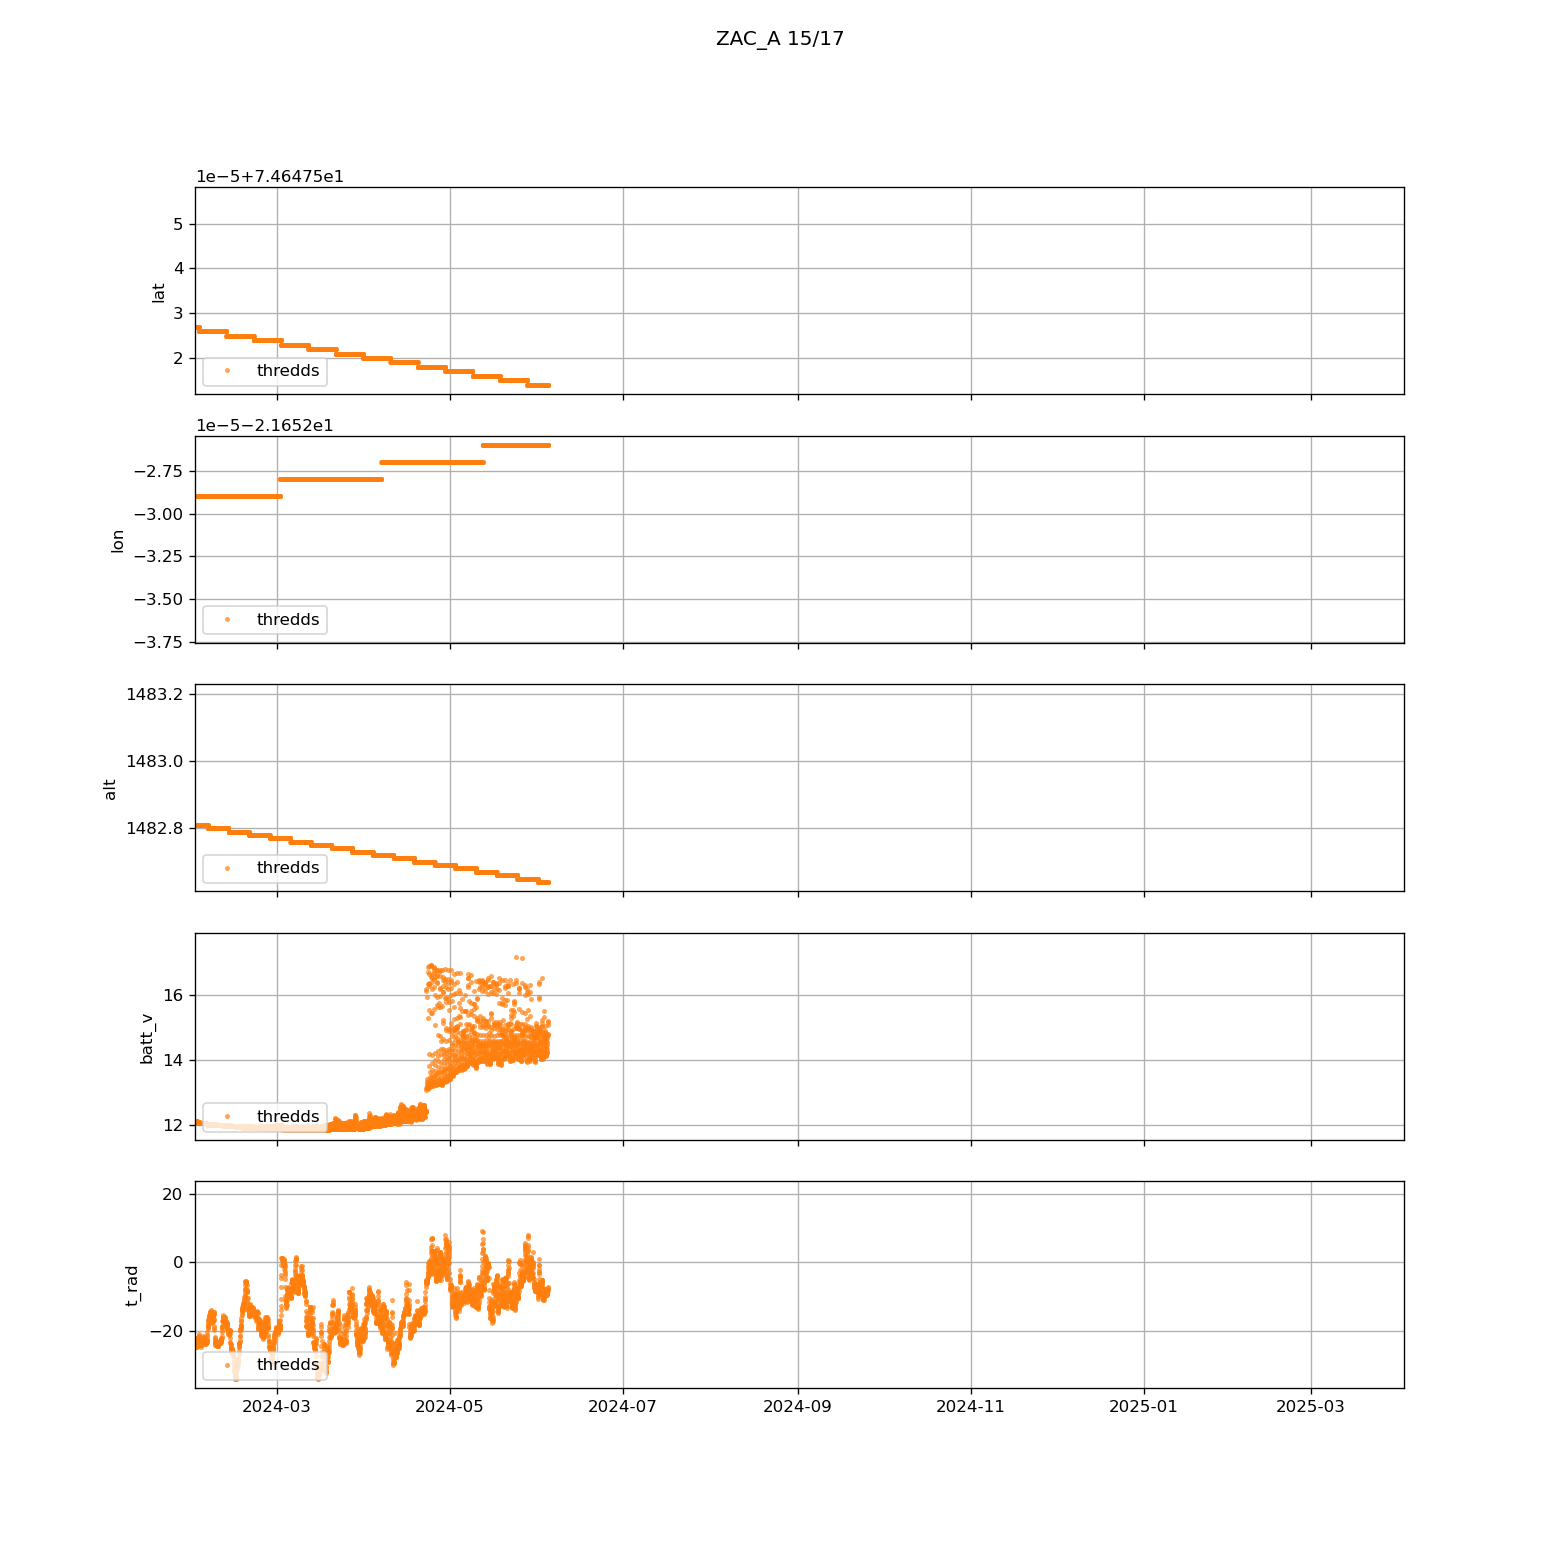 ZAC_A 15/17
1e−5+7.46475e1
5
4
3
2
lat
thredds
1e−5−2.1652e1
−2.75
−3.00
−3.25
−3.50
−3.75
lon
thredds
1483.2
1483.0
1482.8
alt
thredds
16
14
12
batt_v
thredds
20
0
−20
t_rad
thredds
2024-03 2024-05 2024-07 2024-09 2024-11 2025-01 2025-03